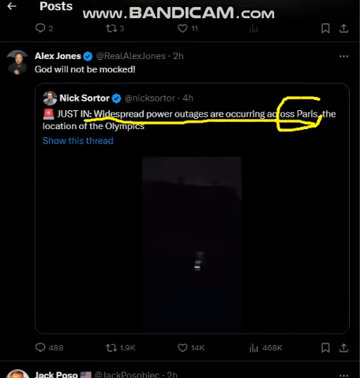 Posts
www.BANDICAM.com
2
3
11
Alex Jones @RealAlexJones · 2h
God will not be mocked!
Nick Sortor @nicksortor · 4h
🚨 JUST IN: Widespread power outages are occurring across Paris, the
location of the Olympics
Show this thread
488
1.9K
14K
468K
Jack Poso 🇺🇸 @JackPosobiec · 2h